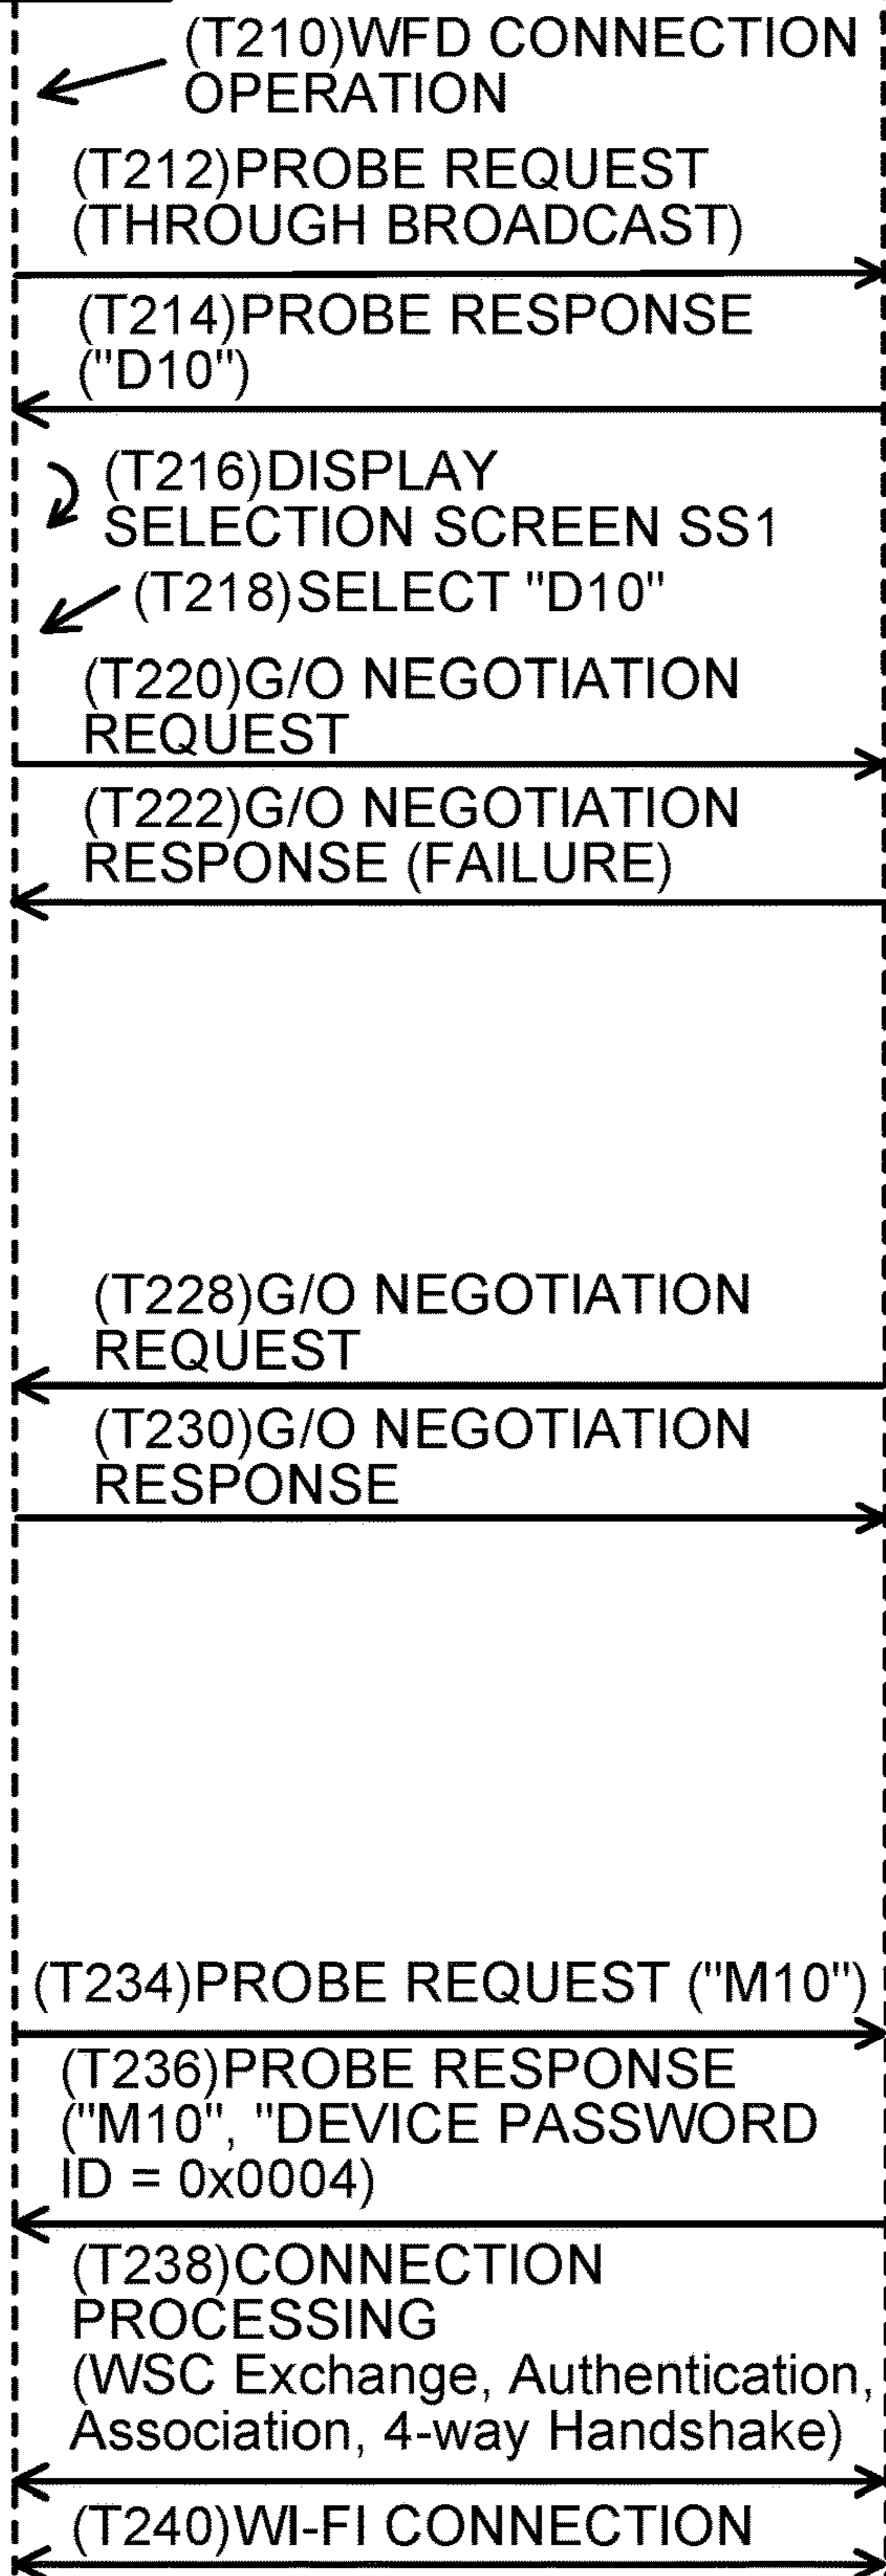 (T210)WFD CONNECTION
OPERATION
(T212)PROBE REQUEST
(THROUGH BROADCAST)
(T214)PROBE RESPONSE
("D10")
(T216)DISPLAY
SELECTION SCREEN SS1
(T218)SELECT "D10"
(T220)G/O NEGOTIATION
REQUEST
(T222)G/O NEGOTIATION
RESPONSE (FAILURE)
(T228)G/O NEGOTIATION
REQUEST
(T230)G/O NEGOTIATION
RESPONSE
(T234)PROBE REQUEST ("M10")
(T236)PROBE RESPONSE
("M10", "DEVICE PASSWORD
ID = 0x0004)
(T238)CONNECTION
PROCESSING
(WSC Exchange, Authentication,
Association, 4-way Handshake)
(T240)WI-FI CONNECTION